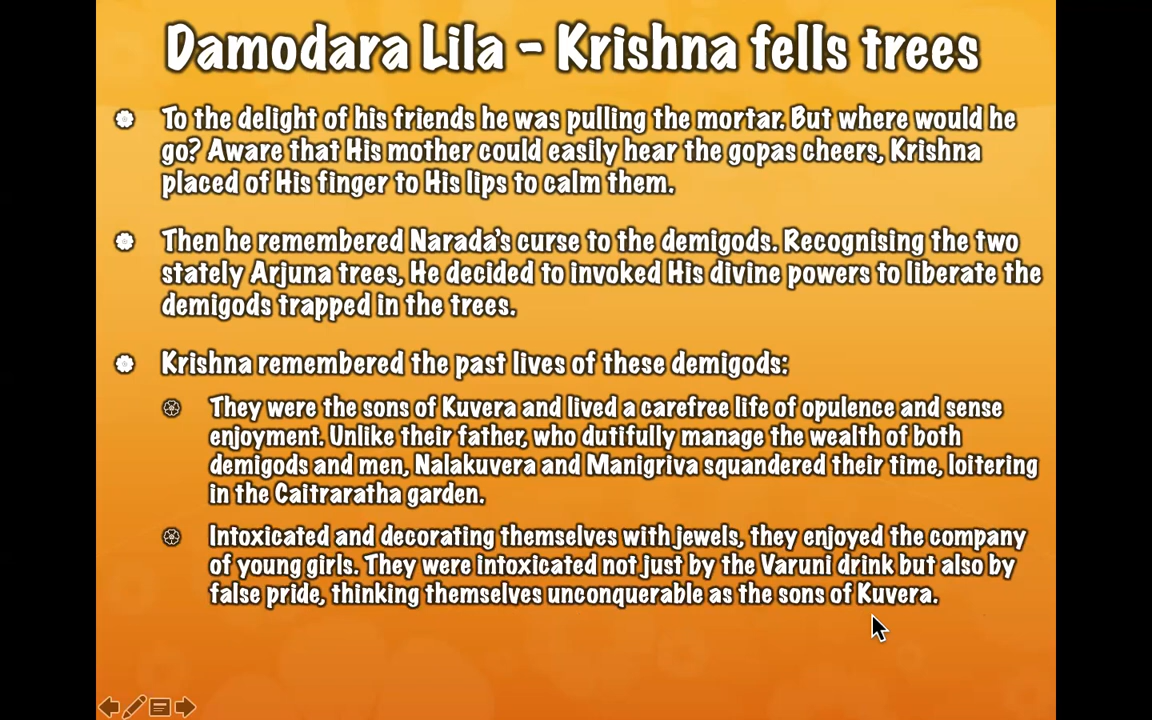 Damodara Lila - Krishna fells trees
To the delight of his friends he was pulling the mortar. But where would he
go? Aware that His mother could easily hear the gopas cheers, Krishna
placed of His finger to His lips to calm them.
Then he remembered Narada's curse to the demigods. Recognising the two
stately Arjuna trees, He decided to invoked His divine powers to liberate the
demigods trapped in the trees.
Krishna remembered the past lives of these demigods:
They were the sons of Kuvera and lived a carefree life of opulence and sense
enjoyment. Unlike their father, who dutifully manage the wealth of both
demigods and men, Nalakuvera and Manigriva squandered their time, loitering
in the Caitraratha garden.
Intoxicated and decorating themselves with jewels, they enjoyed the company
of young girls. They were intoxicated not just by the Varuni drink but also by
false pride, thinking themselves unconquerable as the sons of Kuvera.